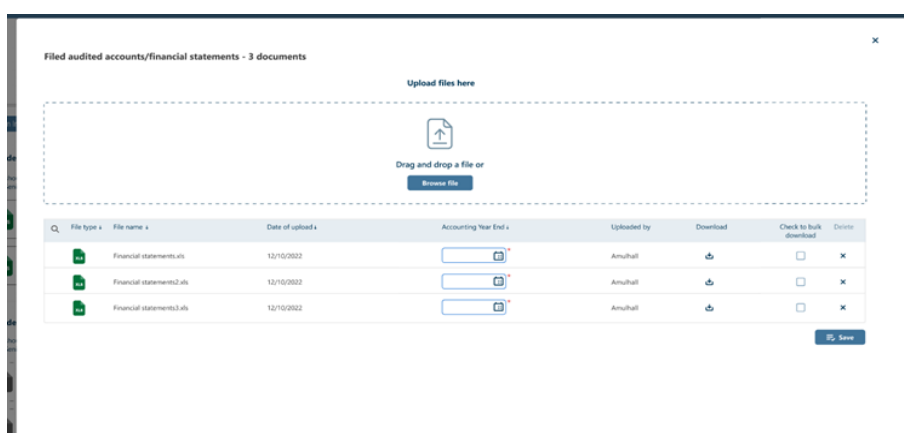 Filed audited accounts/financial statements - 3 documents
Upload files here
Drag and drop a file or
Browse file
File type File name Date of upload Accounting Year End Uploaded by Download Check to bulk download Delete
Financial statements.xls 12/10/2022 * Amulhall
Financial statements2.xls 12/10/2022 * Amulhall
Financial statements3.xls 12/10/2022 * Amulhall
Save